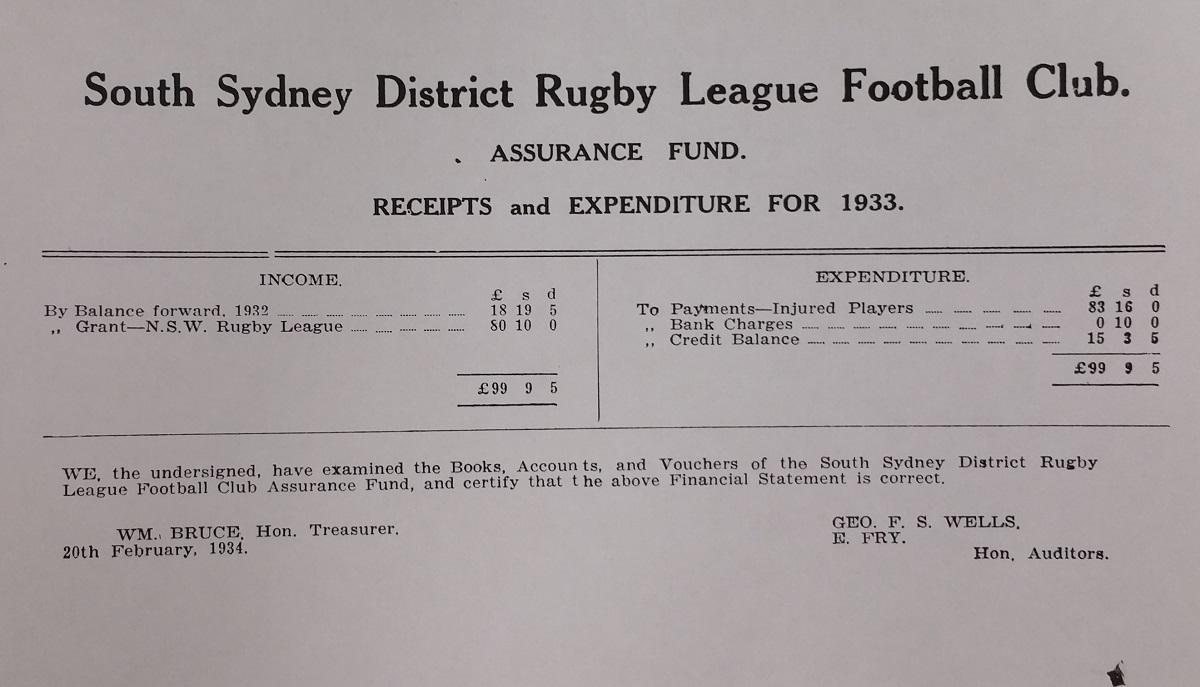 South Sydney District Rugby League Football Club.
ASSURANCE FUND.
RECEIPTS and EXPENDITURE FOR 1933.
INCOME.
£ s d
By Balance forward, 1932 18 19 5
,, Grant—N.S.W. Rugby League 80 10 0
£99 9 5
EXPENDITURE.
£ s d
To Payments—Injured Players 83 16 0
,, Bank Charges 0 10 0
,, Credit Balance 15 3 5
£99 9 5
WE, the undersigned, have examined the Books, Accounts, and Vouchers of the South Sydney District Rugby
League Football Club Assurance Fund, and certify that the above Financial Statement is correct.
WM. BRUCE, Hon. Treasurer.
20th February, 1934.
GEO. F. S. WELLS,
E. FRY.
Hon. Auditors.